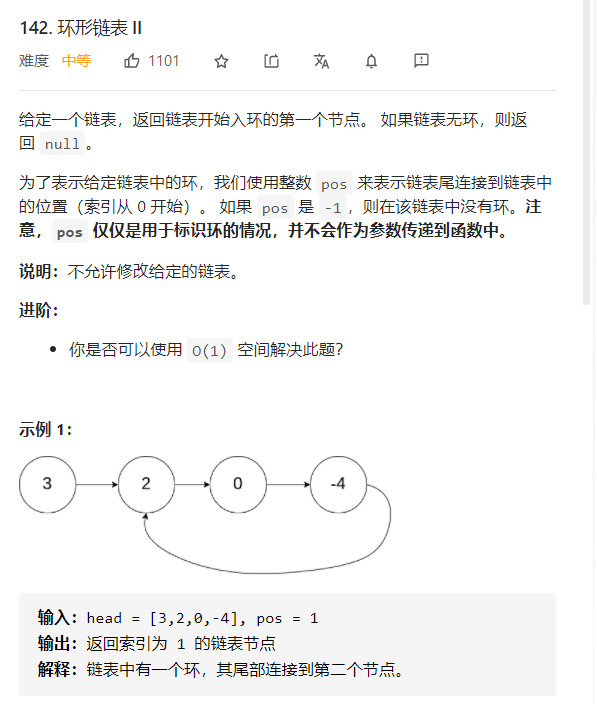 142. 环形链表 II
难度 中等 1101
给定一个链表，返回链表开始入环的第一个节点。 如果链表无环，则返
回 null 。
为了表示给定链表中的环，我们使用整数 pos 来表示链表尾连接到链表中
的位置（索引从 0 开始）。 如果 pos 是 -1，则在该链表中没有环。注
意， pos 仅仅是用于标识环的情况，并不会作为参数传递到函数中。
说明：不允许修改给定的链表。
进阶：
• 你是否可以使用 O(1) 空间解决此题？
示例 1：
3 2 0 -4
输入：head = [3,2,0,-4], pos = 1
输出：返回索引为 1 的链表节点
解释：链表中有一个环，其尾部连接到第二个节点。